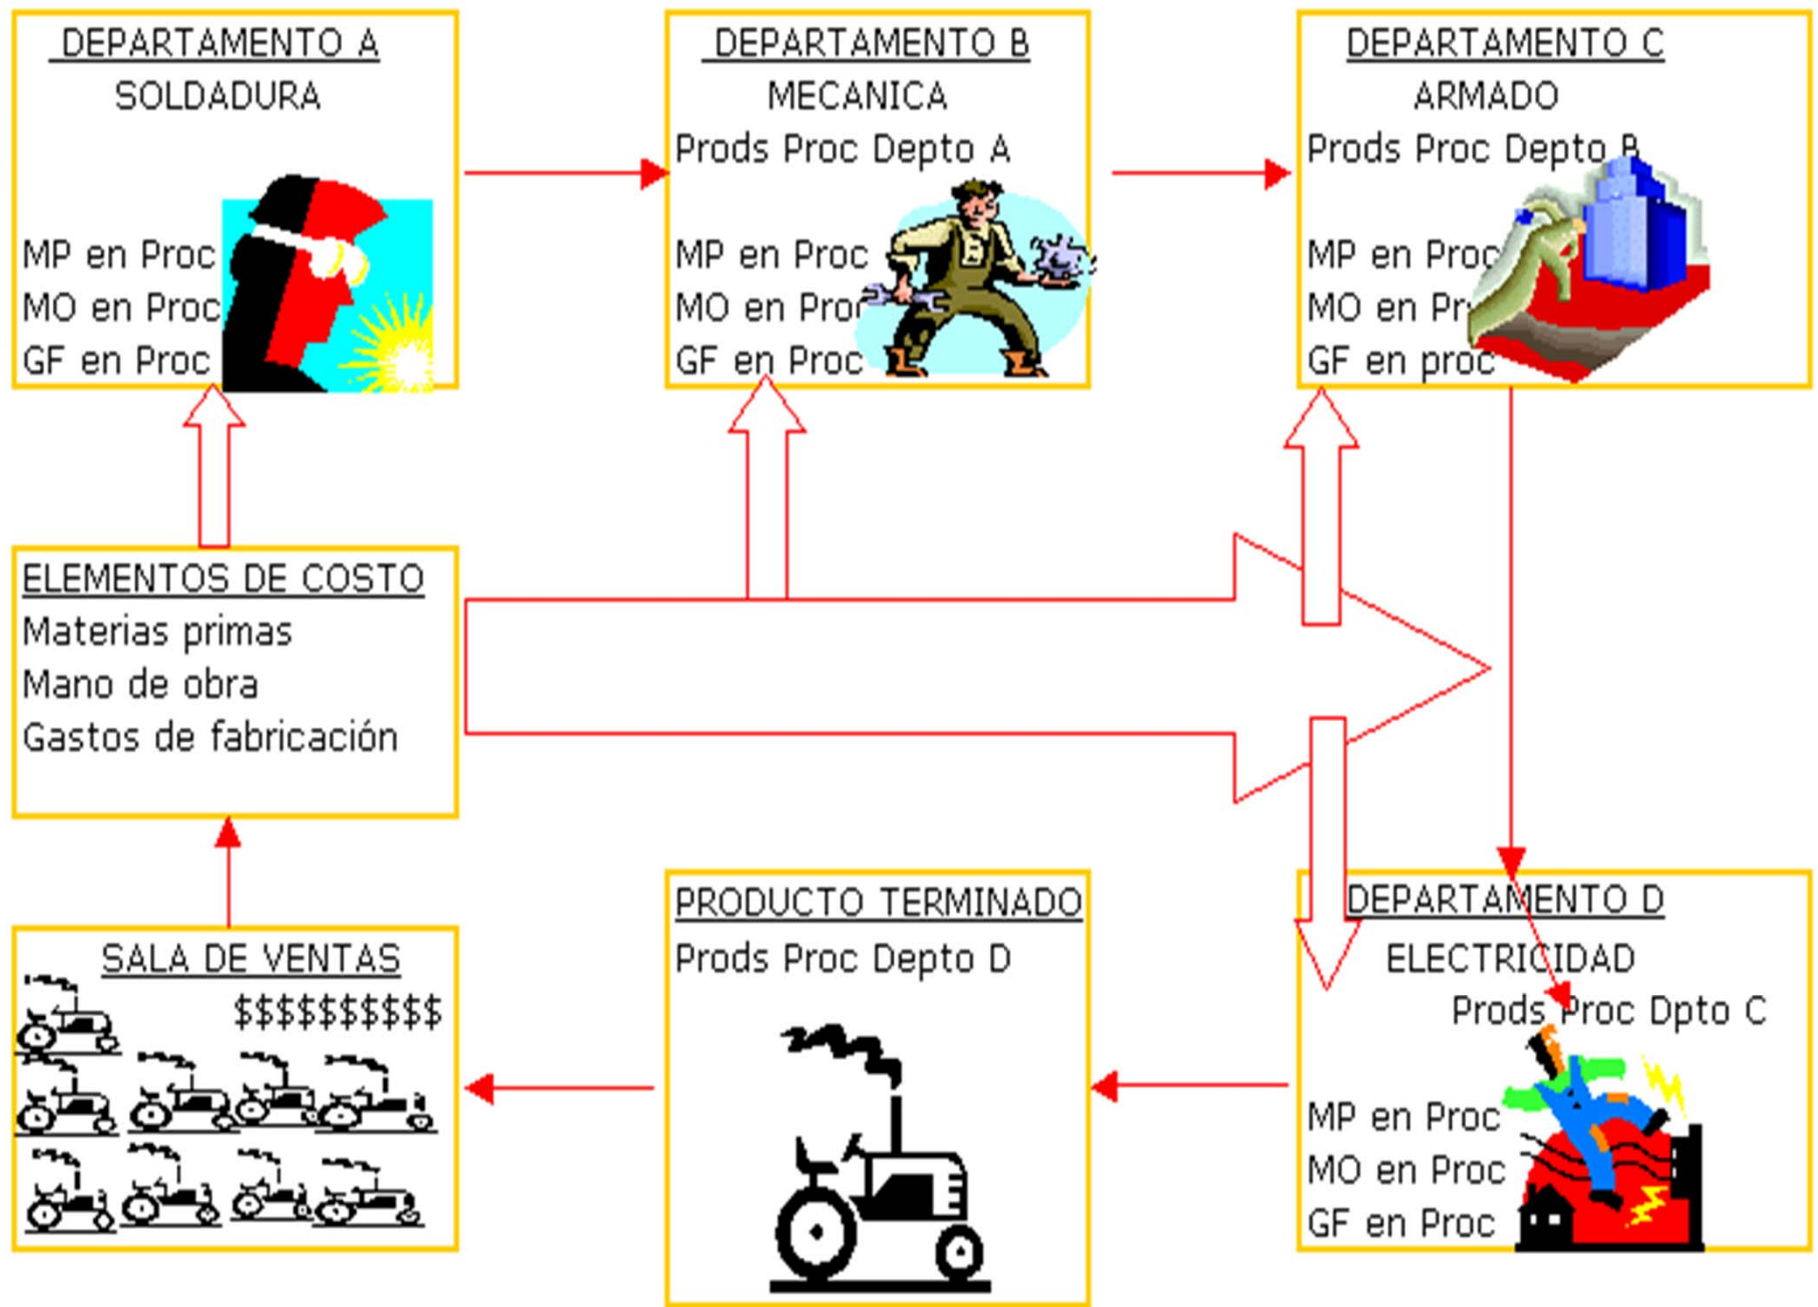 DEPARTAMENTO A
SOLDADURA
MP en Proc
MO en Proc
GF en Proc
DEPARTAMENTO B
MECANICA
Prods Proc Depto A
MP en Proc
MO en Proc
GF en Proc
DEPARTAMENTO C
ARMADO
Prods Proc Depto B
MP en Proc
MO en Pr
GF en proc
ELEMENTOS DE COSTO
Materias primas
Mano de obra
Gastos de fabricación
SALA DE VENTAS
$$$$$$$$$$
PRODUCTO TERMINADO
Prods Proc Depto D
DEPARTAMENTO D
ELECTRICIDAD
Prods Proc Dpto C
MP en Proc
MO en Proc
GF en Proc